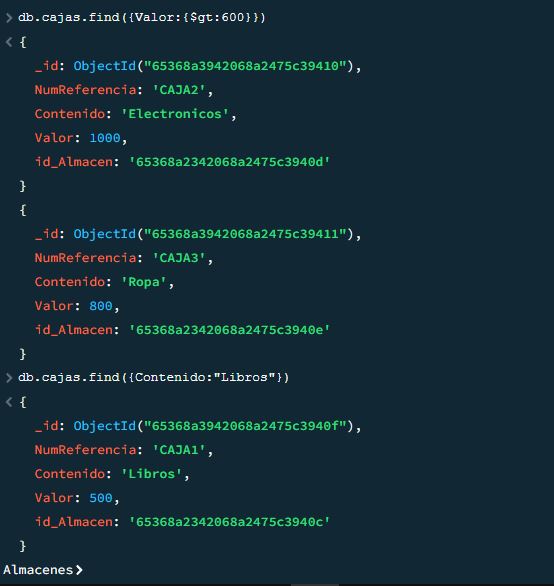 > db.cajas.find({Valor:{$gt:600}})
< {
_id: ObjectId("65368a3942068a2475c39410"),
NumReferencia: 'CAJA2',
Contenido: 'Electronicos',
Valor: 1000,
id_Almacen: '65368a2342068a2475c3940d'
}
{
_id: ObjectId("65368a3942068a2475c39411"),
NumReferencia: 'CAJA3',
Contenido: 'Ropa',
Valor: 800,
id_Almacen: '65368a2342068a2475c3940e'
}
> db.cajas.find({Contenido:"Libros"})
< {
_id: ObjectId("65368a3942068a2475c3940f"),
NumReferencia: 'CAJA1',
Contenido: 'Libros',
Valor: 500,
id_Almacen: '65368a2342068a2475c3940c'
}
Almacenes>